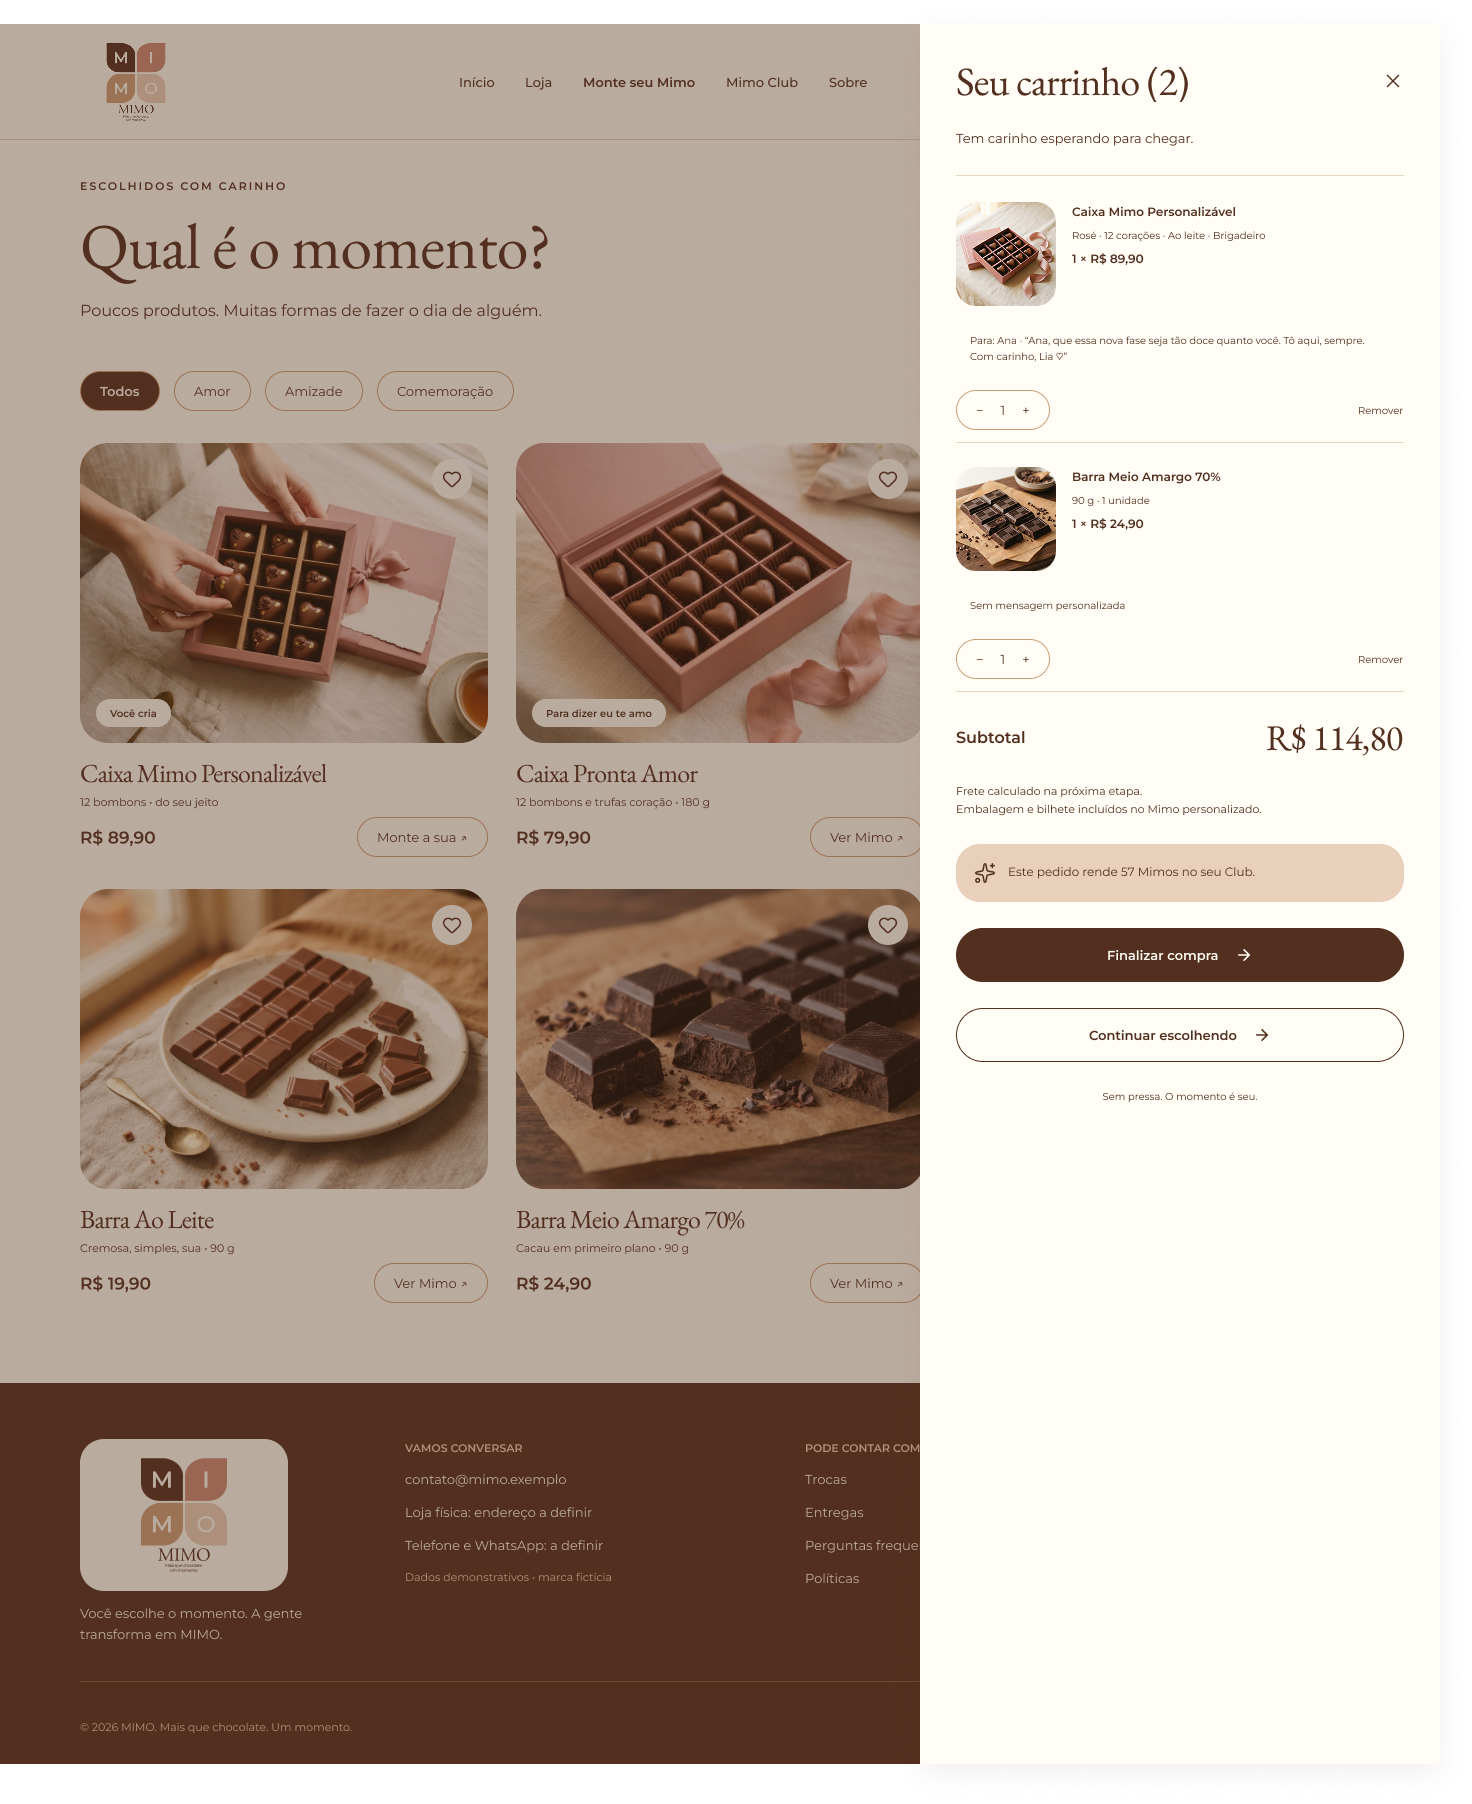 M I
M O
MIMO
Início
Loja
Monte seu Mimo
Mimo Club
Sobre
ESCOLHIDOS COM CARINHO
Qual é o momento?
Poucos produtos. Muitas formas de fazer o dia de alguém.
Todos
Amor
Amizade
Comemoração
Você cria
Para dizer eu te amo
Caixa Mimo Personalizável
12 bombons • do seu jeito
R$ 89,90
Monte a sua ↗
Caixa Pronta Amor
12 bombons e trufas coração • 180 g
R$ 79,90
Ver Mimo ↗
Barra Ao Leite
Cremosa, simples, sua • 90 g
R$ 19,90
Ver Mimo ↗
Barra Meio Amargo 70%
Cacau em primeiro plano • 90 g
R$ 24,90
Ver Mimo ↗
M I
M O
MIMO
Mais que chocolate.
Um momento.
Você escolhe o momento. A gente
transforma em MIMO.
VAMOS CONVERSAR
contato@mimo.exemplo
Loja física: endereço a definir
Telefone e WhatsApp: a definir
Dados demonstrativos • marca fictícia
PODE CONTAR COM
Trocas
Entregas
Perguntas freque
Políticas
© 2026 MIMO. Mais que chocolate. Um momento.
Seu carrinho (2)
Tem carinho esperando para chegar.
Caixa Mimo Personalizável
Rosé · 12 corações · Ao leite · Brigadeiro
1 × R$ 89,90
Para: Ana · “Ana, que essa nova fase seja tão doce quanto você. Tô aqui, sempre.
Com carinho, Lia ♡”
− 1 +
Remover
Barra Meio Amargo 70%
90 g · 1 unidade
1 × R$ 24,90
Sem mensagem personalizada
− 1 +
Remover
Subtotal
R$ 114,80
Frete calculado na próxima etapa.
Embalagem e bilhete incluídos no Mimo personalizado.
Este pedido rende 57 Mimos no seu Club.
Finalizar compra →
Continuar escolhendo →
Sem pressa. O momento é seu.